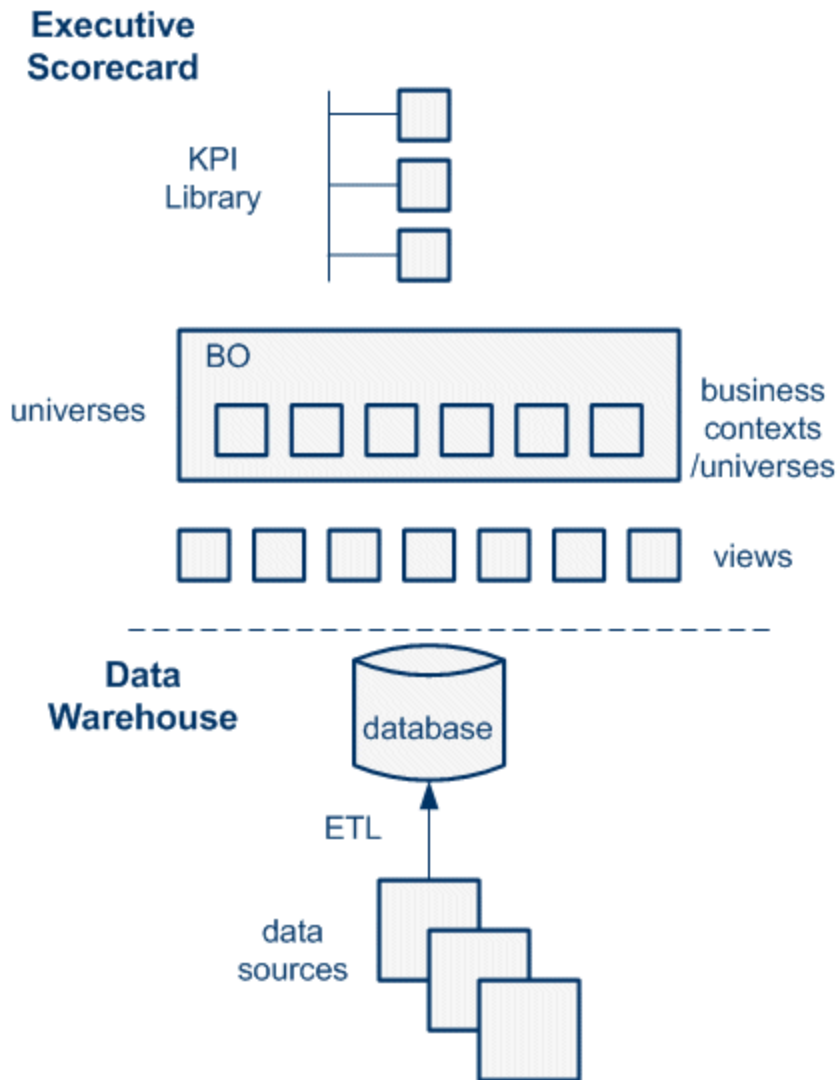 Executive
Scorecard
KPI
Library
BO
universes
business
contexts
/universes
views
Data
Warehouse
database
ETL
data
sources